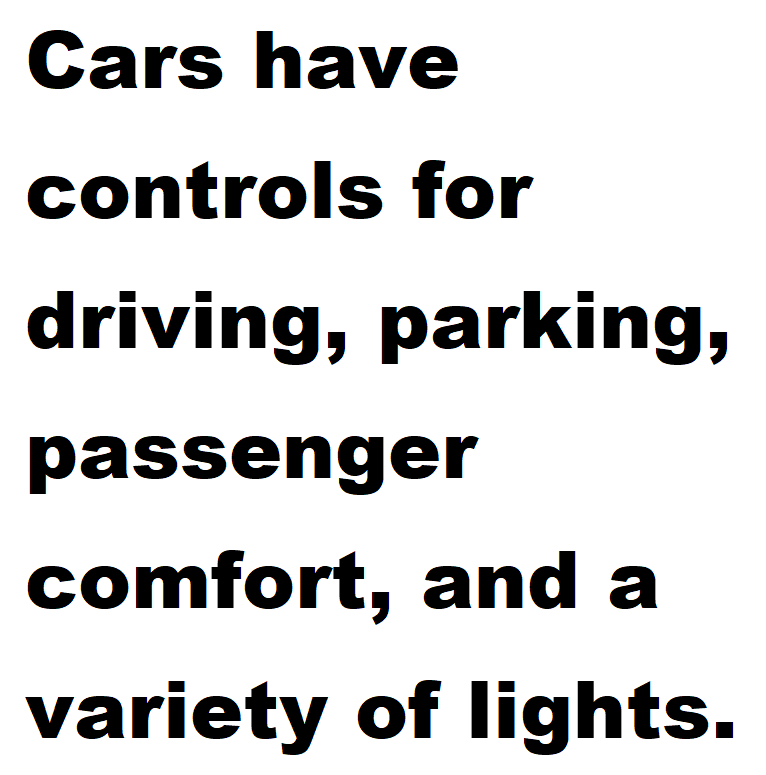 Cars have
controls for
driving, parking,
passenger
comfort, and a
variety of lights.